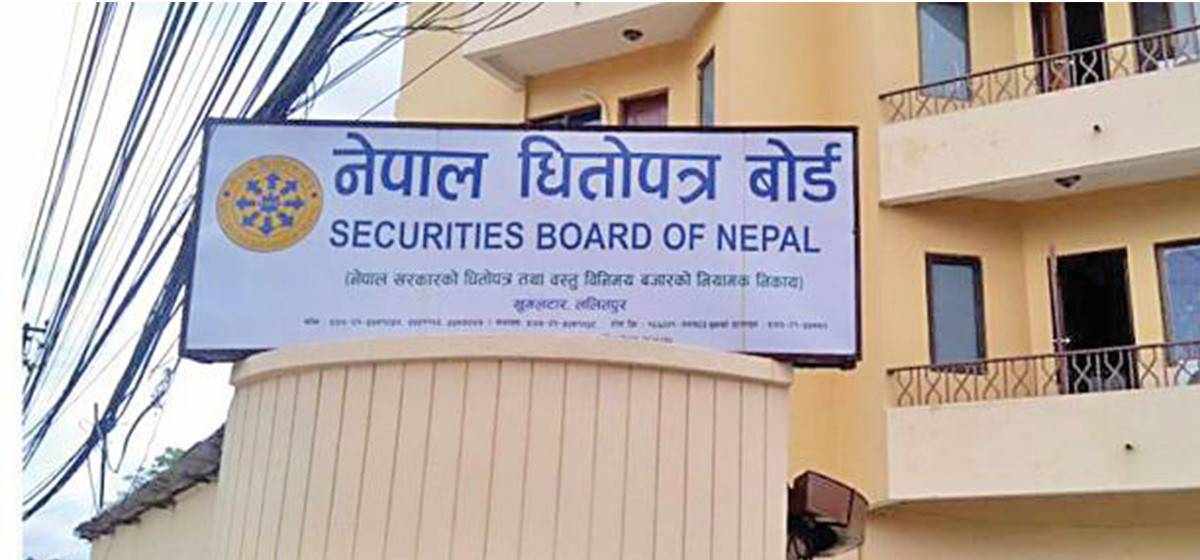 नेपाल धितोपत्र बोर्ड
SECURITIES BOARD OF NEPAL
(नेपाल सरकारको धितोपत्र तथा वस्तु विनिमय बजारको नियामक निकाय)
खुमलटार, ललितपुर